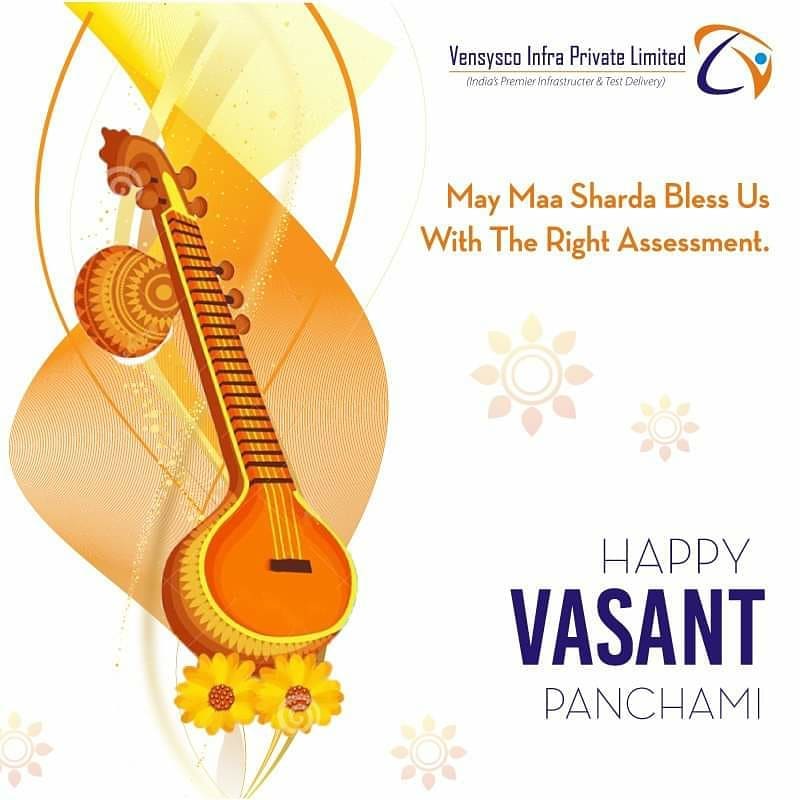 Vensysco Infra Private Limited
(India's Premier Infrastructer & Test Delivery)
May Maa Sharda Bless Us
With The Right Assessment.
HAPPY
VASANT
PANCHAMI